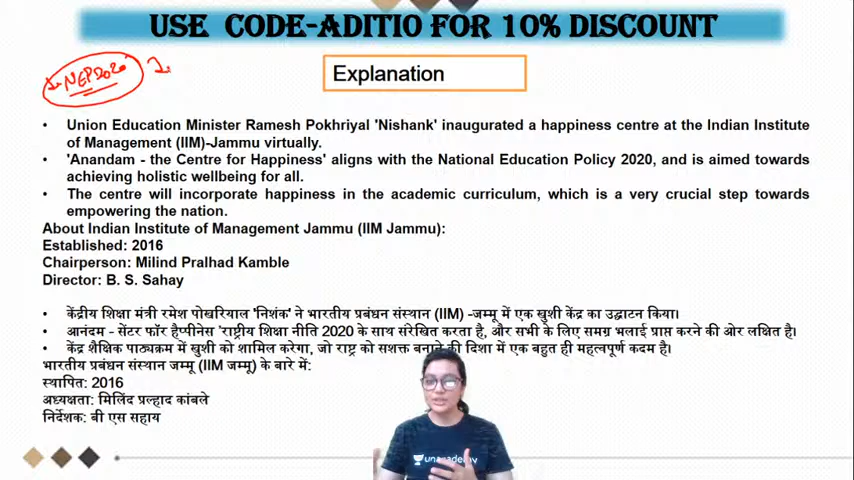 USE CODE-ADITIO FOR 10% DISCOUNT
NEP2020
Explanation
• Union Education Minister Ramesh Pokhriyal 'Nishank' inaugurated a happiness centre at the Indian Institute
of Management (IIM)-Jammu virtually.
• 'Anandam - the Centre for Happiness' aligns with the National Education Policy 2020, and is aimed towards
achieving holistic wellbeing for all.
• The centre will incorporate happiness in the academic curriculum, which is a very crucial step towards
empowering the nation.
About Indian Institute of Management Jammu (IIM Jammu):
Established: 2016
Chairperson: Milind Pralhad Kamble
Director: B. S. Sahay
• केंद्रीय शिक्षा मंत्री रमेश पोखरियाल 'निशंक' ने भारतीय प्रबंधन संस्थान (IIM) -जम्मू में एक खुशी केंद्र का उद्घाटन किया।
• आनंदम - सेंटर फॉर हैप्पीनेस 'राष्ट्रीय शिक्षा नीति 2020 के साथ संरेखित करता है, और सभी के लिए समग्र भलाई प्राप्त करने की ओर लक्षित है।
• केंद्र शैक्षिक पाठ्यक्रम में खुशी को शामिल करेगा, जो राष्ट्र को सशक्त बनाने की दिशा में एक बहुत ही महत्वपूर्ण कदम है।
भारतीय प्रबंधन संस्थान जम्मू (IIM जम्मू) के बारे में:
स्थापित: 2016
अध्यक्षता: मिलिंद प्रल्हाद कांबले
निर्देशक: बी एस सहाय
unacademy